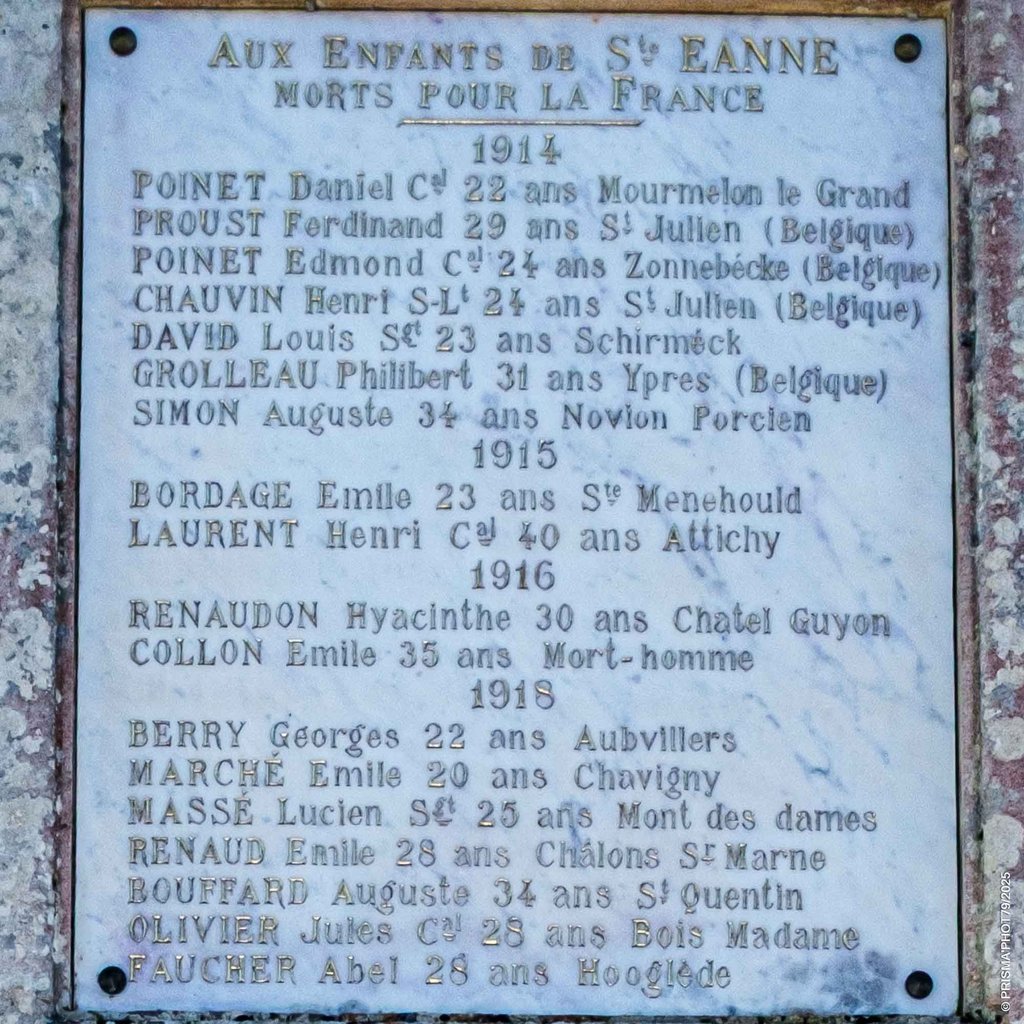 AUX ENFANTS DE Ste EANNE
MORTS POUR LA FRANCE
1914
POINET Daniel Cal 22 ans Mourmelon le Grand
PROUST Ferdinand 29 ans St Julien (Belgique)
POINET Edmond Cal 24 ans Zonnebécke (Belgique)
CHAUVIN Henri S-Lt 24 ans St Julien (Belgique)
DAVID Louis Sgt 23 ans Schirméck
GROLLEAU Philibert 31 ans Ypres (Belgique)
SIMON Auguste 34 ans Novion Porcien
1915
BORDAGE Emile 23 ans Ste Menehould
LAURENT Henri Cal 40 ans Attichy
1916
RENAUDON Hyacinthe 30 ans Chatel Guyon
COLLON Emile 35 ans Mort-homme
1918
BERRY Georges 22 ans Aubvillers
MARCHÉ Emile 20 ans Chavigny
MASSÉ Lucien Sgt 25 ans Mont des dames
RENAUD Emile 28 ans Châlons Sr Marne
BOUFFARD Auguste 34 ans St Quentin
OLIVIER Jules Cal 28 ans Bois Madame
FAUCHER Abel 28 ans Hooglède
© PRISMA'PHOT79/2025